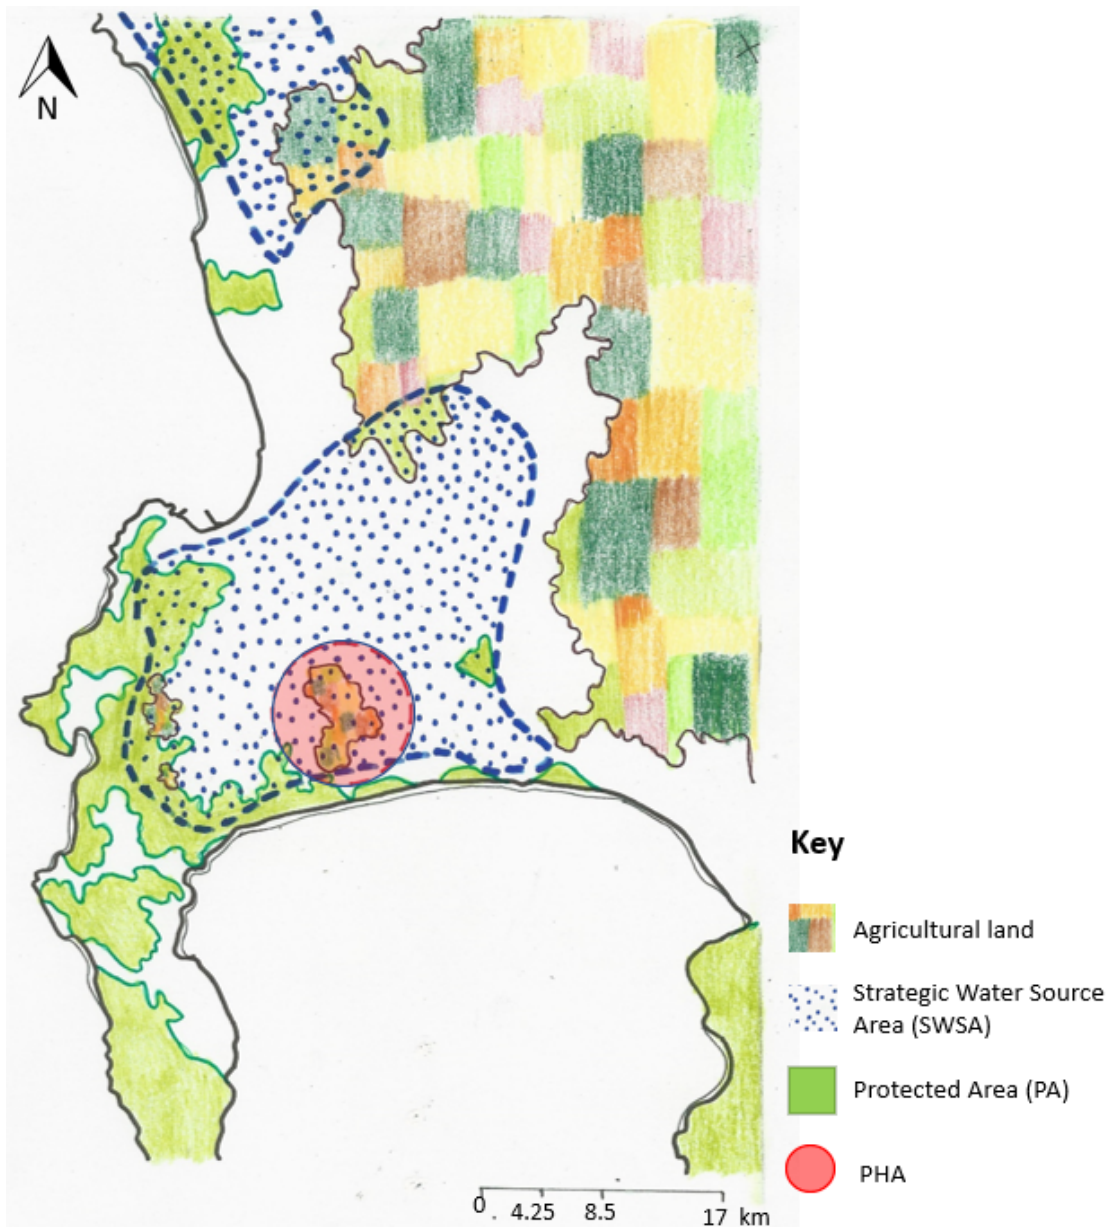 N
Key
Agricultural land
Strategic Water Source
Area (SWSA)
Protected Area (PA)
PHA
0 4.25 8.5 17 km